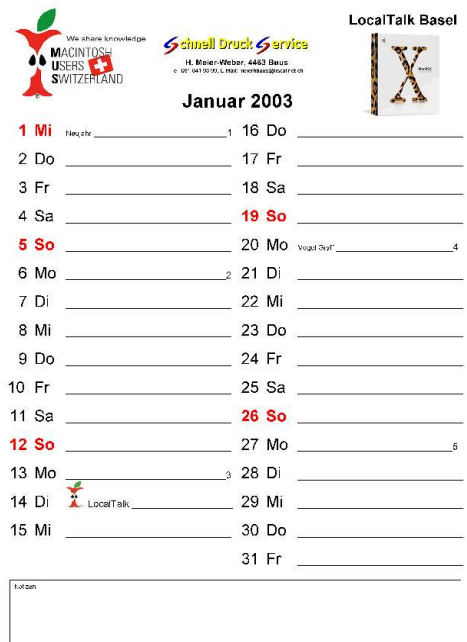 We share knowledge
MACINTOSH
USERS
SWITZERLAND
Schnell Druck Service
H. Meier-Weber, 4463 Buus
LocalTalk Basel
X
Januar 2003
1 Mi Neujahr 1
2 Do
3 Fr
4 Sa
5 So
6 Mo 2
7 Di
8 Mi
9 Do
10 Fr
11 Sa
12 So
13 Mo 3
14 Di LocalTalk
15 Mi
16 Do
17 Fr
18 Sa
19 So
20 Mo Vogel Gryff 4
21 Di
22 Mi
23 Do
24 Fr
25 Sa
26 So
27 Mo 5
28 Di
29 Mi
30 Do
31 Fr
Notizen